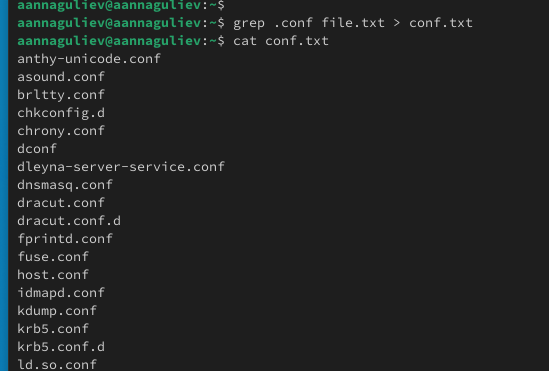 aannaguliev@aannaguliev:~$
aannaguliev@aannaguliev:~$ grep .conf file.txt > conf.txt
aannaguliev@aannaguliev:~$ cat conf.txt
anthy-unicode.conf
asound.conf
brltty.conf
chkconfig.d
chrony.conf
dconf
dleyna-server-service.conf
dnsmasq.conf
dracut.conf
dracut.conf.d
fprintd.conf
fuse.conf
host.conf
idmapd.conf
kdump.conf
krb5.conf
krb5.conf.d
ld.so.conf